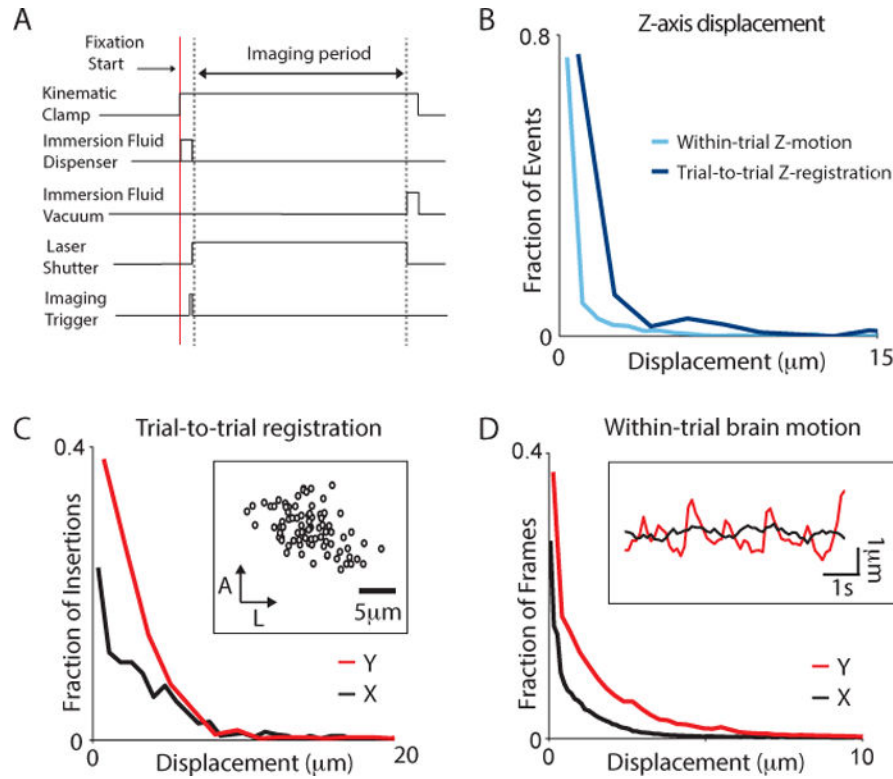 A
Fixation
Start
Imaging period
Kinematic
Clamp
Immersion Fluid
Dispenser
Immersion Fluid
Vacuum
Laser
Shutter
Imaging
Trigger
B
Z-axis displacement
0.8
Fraction of Events
Within-trial Z-motion
Trial-to-trial Z-registration
0
0
15
Displacement (μm)
C
Trial-to-trial registration
0.4
Fraction of Insertions
A
L
5μm
Y
X
0
0
20
Displacement (μm)
D
Within-trial brain motion
0.4
Fraction of Frames
1μm
1s
Y
X
0
0
10
Displacement (μm)